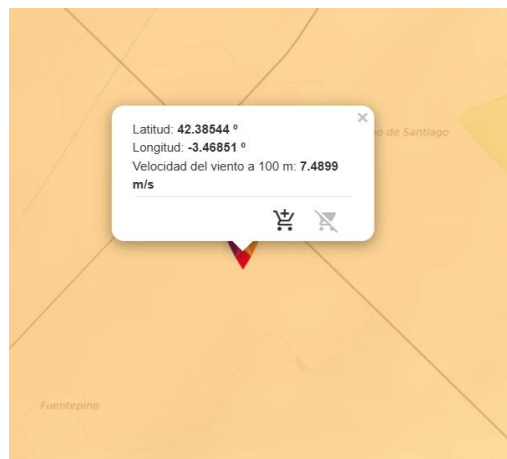 Latitud: 42.38544 º
Longitud: -3.46851 º
Velocidad del viento a 100 m: 7.4899
m/s
o de Santiago
Fuentepino